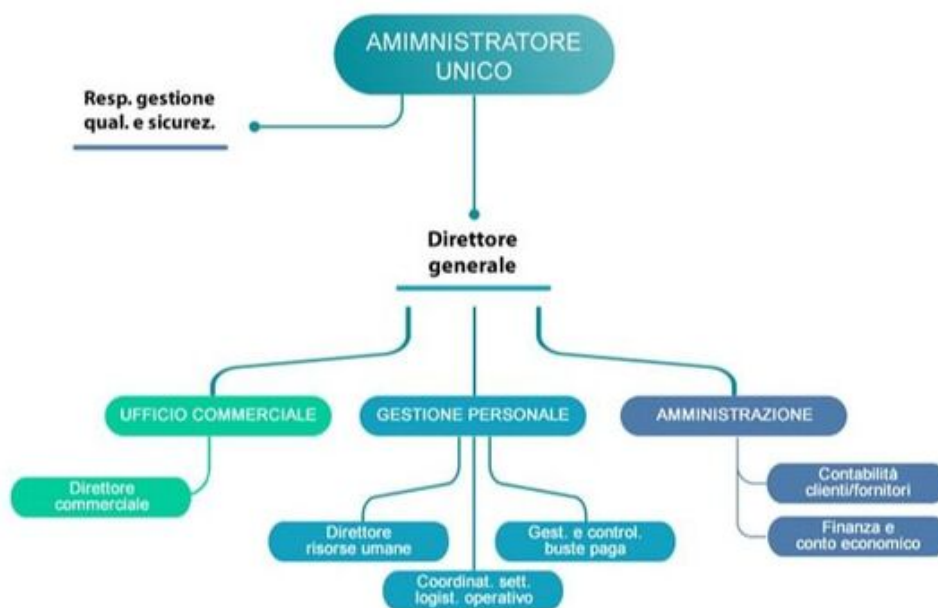 AMIMNISTRATORE
UNICO
Resp. gestione
qual. e sicurez.
Direttore
generale
UFFICIO COMMERCIALE
GESTIONE PERSONALE
AMMINISTRAZIONE
Direttore
commerciale
Contabilità
clienti/fornitori
Direttore
risorse umane
Gest. e control.
buste paga
Finanza e
conto economico
Coordinat. sett.
logist. operativo